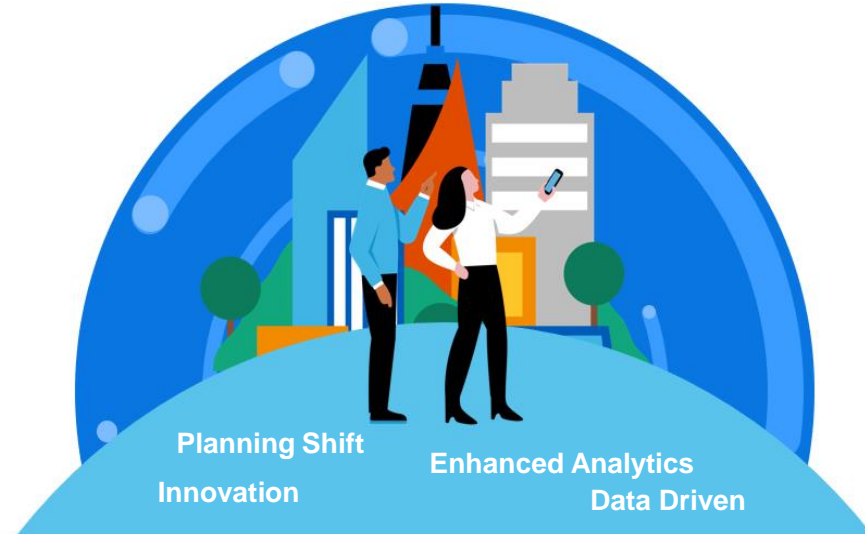 Planning Shift
Innovation
Enhanced Analytics
Data Driven